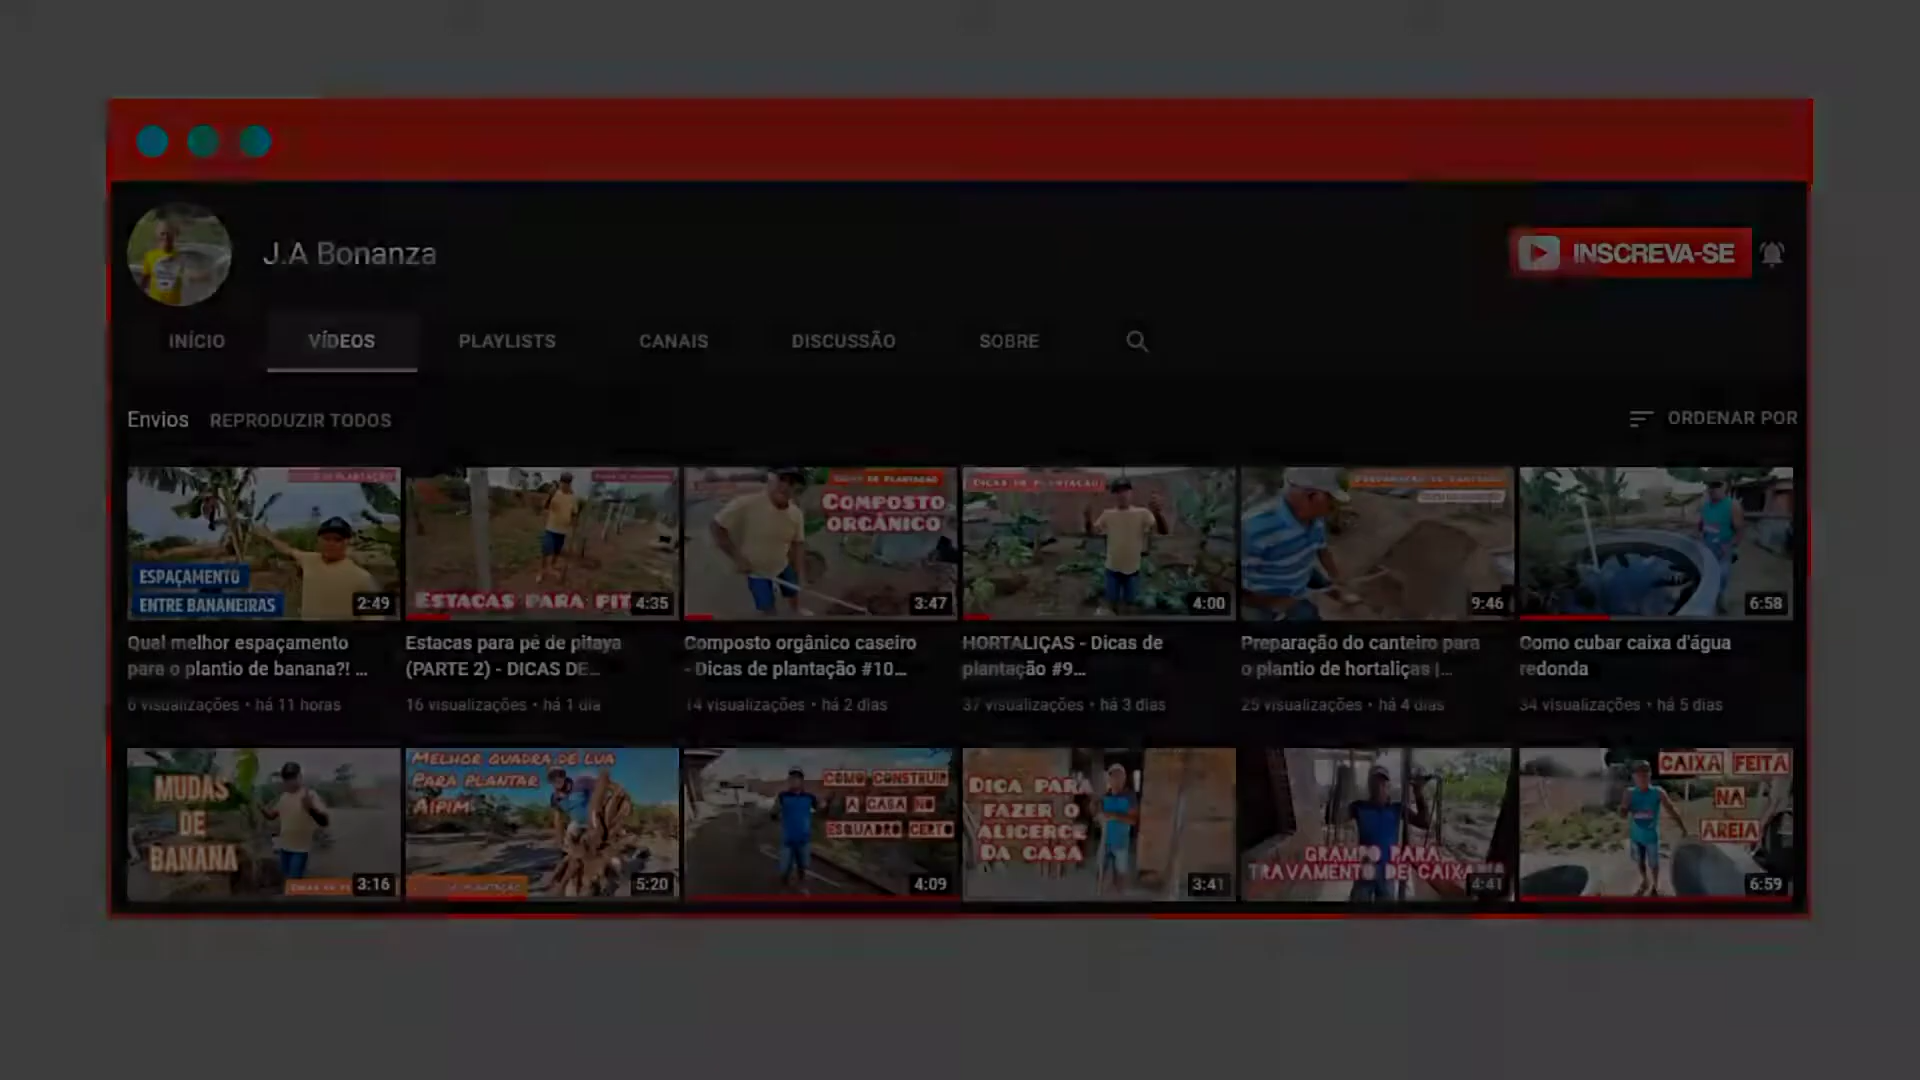 J.A Bonanza
INSCREVA-SE
INÍCIO
VÍDEOS
PLAYLISTS
CANAIS
DISCUSSÃO
SOBRE
Envios
REPRODUZIR TODOS
ORDENAR POR
ESPAÇAMENTO
ENTRE BANANEIRAS
2:49
ESTACAS PARA PIT
4:35
COMPOSTO
ORGÂNICO
3:47
DICAS DE PLANTAÇÃO
4:00
9:46
6:58
Qual melhor espaçamento
para o plantio de banana?! ...
6 visualizações • há 11 horas
Estacas para pé de pitaya
(PARTE 2) - DICAS DE...
16 visualizações • há 1 dia
Composto orgânico caseiro
- Dicas de plantação #10...
14 visualizações • há 2 dias
HORTALIÇAS - Dicas de
plantação #9...
37 visualizações • há 3 dias
Preparação do canteiro para
o plantio de hortaliças |...
25 visualizações • há 4 dias
Como cubar caixa d'água
redonda
34 visualizações • há 5 dias
MUDAS
DE
BANANA
3:16
MELHOR QUADRA DE LUA
PARA PLANTAR
AIPIM
5:20
COMO CONSTRUIR
A CASA NO
ESQUADRO CERTO
4:09
DICA PARA
FAZER O
ALICERCE
DA CASA
3:41
GRAMPO PARA
TRAVAMENTO DE CAIXARIA
4:41
CAIXA FEITA
NA
AREIA
6:59